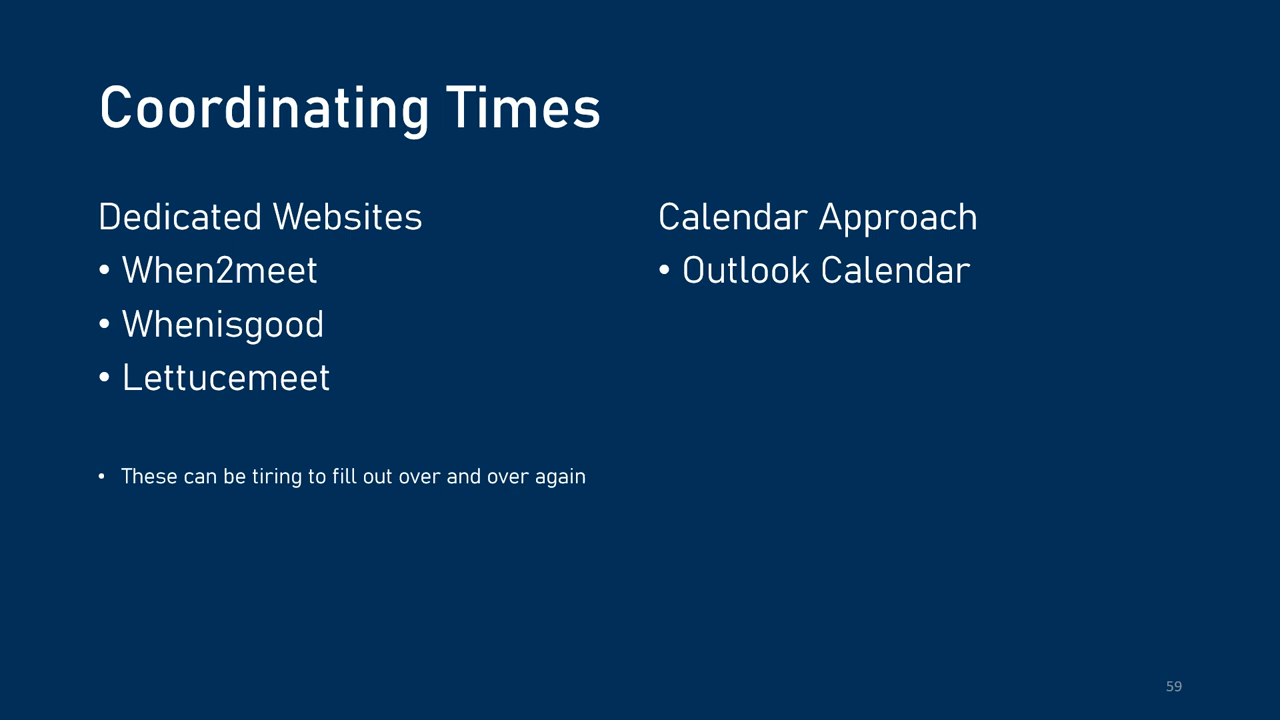 Coordinating Times
Dedicated Websites
• When2meet
• Whenisgood
• Lettucemeet
• These can be tiring to fill out over and over again
Calendar Approach
• Outlook Calendar
59